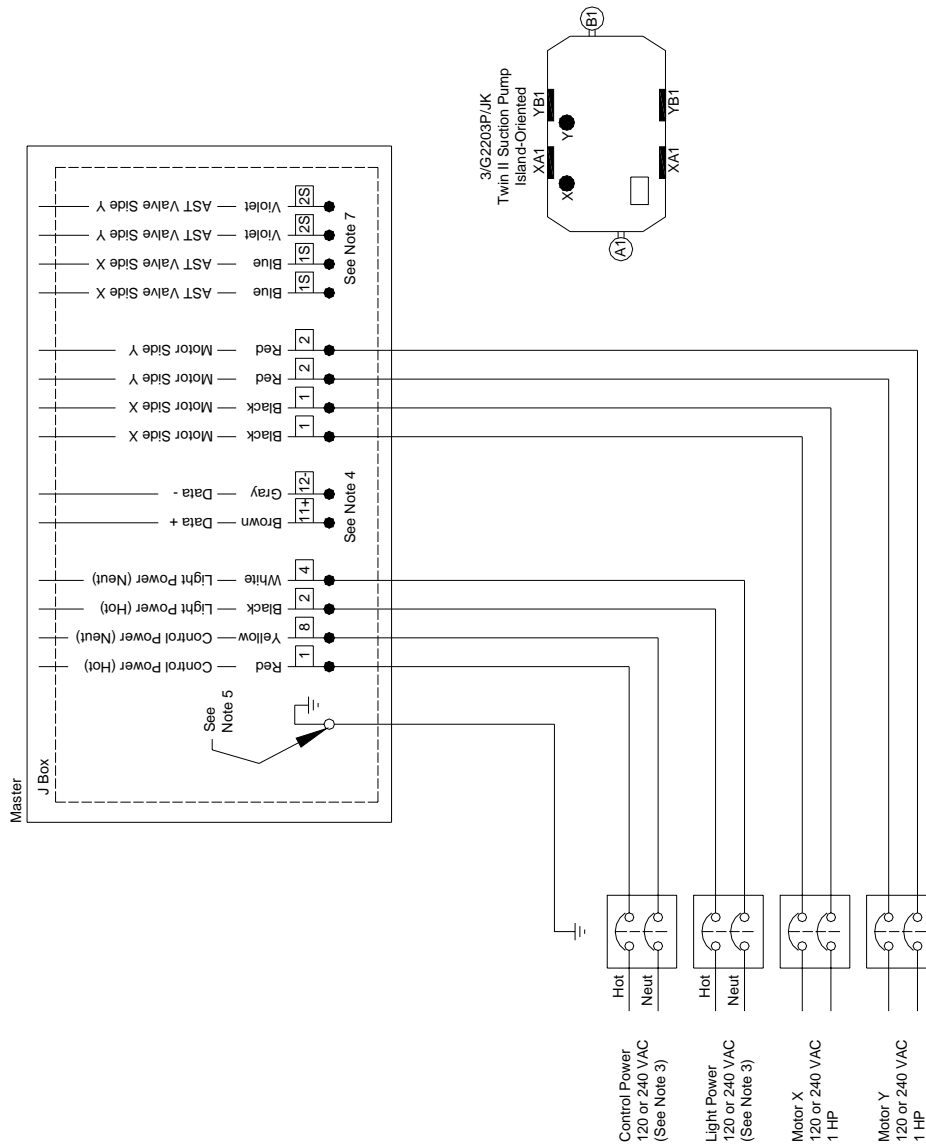 Master
J Box
See
Note 5
Control Power (Hot) Red 1
Control Power (Neut) Yellow 8
Light Power (Hot) Black 2
Light Power (Neut) White 4
Data + Brown 11+
Data - Gray 12-
See Note 4
Motor Side X Black 1
Motor Side X Black 1
Motor Side Y Red 2
Motor Side Y Red 2
AST Valve Side X Blue 1S
AST Valve Side X Blue 1S
AST Valve Side Y Violet 2S
AST Valve Side Y Violet 2S
See Note 7
3/G2203P/JK
Twin II Suction Pump
Island-Oriented
XA1
YB1
X
Y
A1
B1
XA1
YB1
Hot
Neut
Control Power
120 or 240 VAC
(See Note 3)
Hot
Neut
Light Power
120 or 240 VAC
(See Note 3)
Motor X
120 or 240 VAC
1 HP
Motor Y
120 or 240 VAC
1 HP